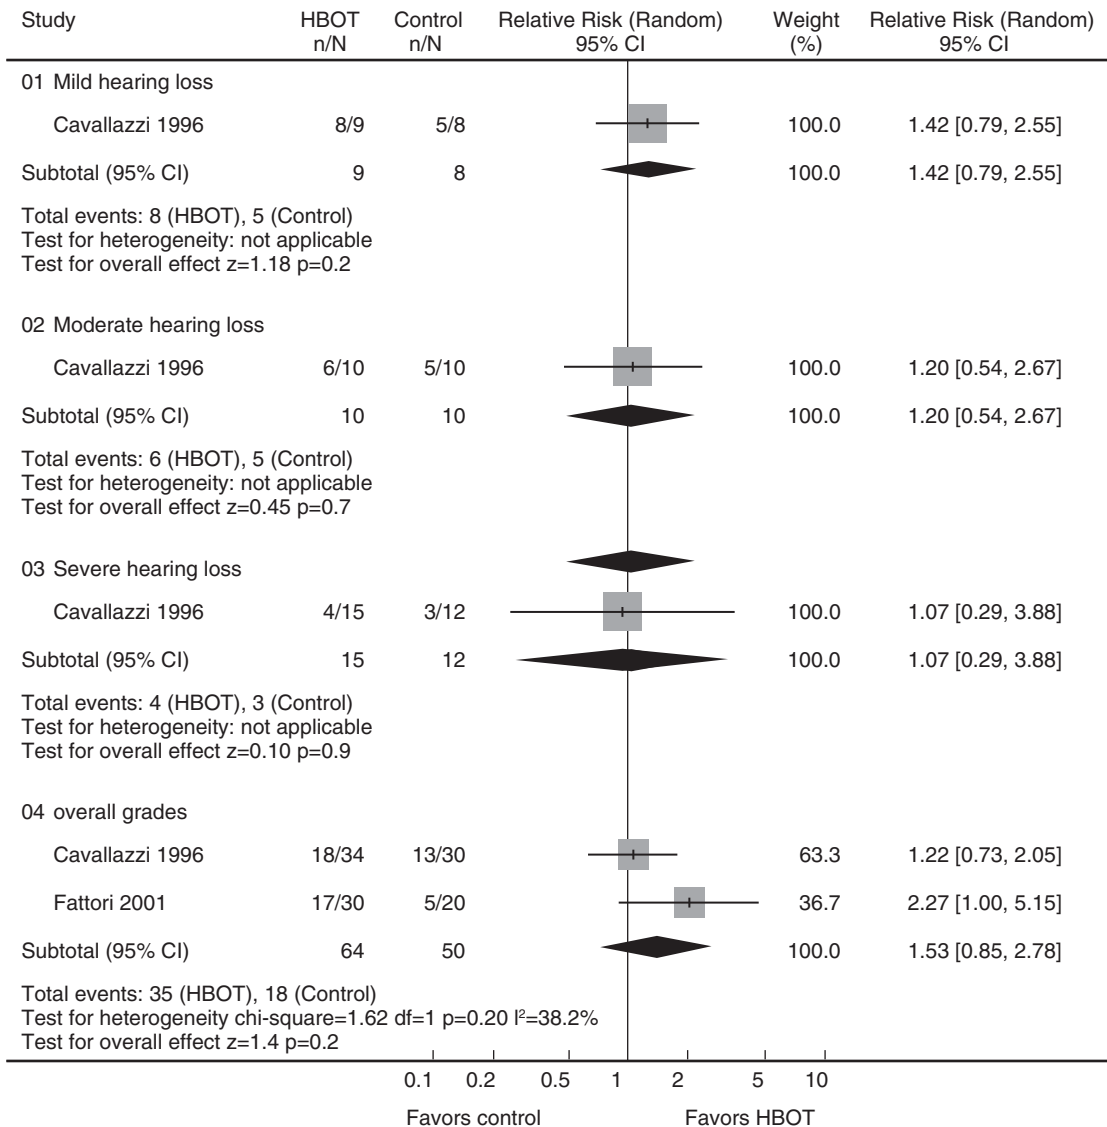 Study HBOT Control Relative Risk (Random) Weight Relative Risk (Random)
n/N n/N 95% CI (%) 95% CI
01 Mild hearing loss
Cavallazzi 1996 8/9 5/8 100.0 1.42 [0.79, 2.55]
Subtotal (95% CI) 9 8 100.0 1.42 [0.79, 2.55]
Total events: 8 (HBOT), 5 (Control)
Test for heterogeneity: not applicable
Test for overall effect z=1.18 p=0.2
02 Moderate hearing loss
Cavallazzi 1996 6/10 5/10 100.0 1.20 [0.54, 2.67]
Subtotal (95% CI) 10 10 100.0 1.20 [0.54, 2.67]
Total events: 6 (HBOT), 5 (Control)
Test for heterogeneity: not applicable
Test for overall effect z=0.45 p=0.7
03 Severe hearing loss
Cavallazzi 1996 4/15 3/12 100.0 1.07 [0.29, 3.88]
Subtotal (95% CI) 15 12 100.0 1.07 [0.29, 3.88]
Total events: 4 (HBOT), 3 (Control)
Test for heterogeneity: not applicable
Test for overall effect z=0.10 p=0.9
04 overall grades
Cavallazzi 1996 18/34 13/30 63.3 1.22 [0.73, 2.05]
Fattori 2001 17/30 5/20 36.7 2.27 [1.00, 5.15]
Subtotal (95% CI) 64 50 100.0 1.53 [0.85, 2.78]
Total events: 35 (HBOT), 18 (Control)
Test for heterogeneity chi-square=1.62 df=1 p=0.20 I²=38.2%
Test for overall effect z=1.4 p=0.2
0.1 0.2 0.5 1 2 5 10
Favors control Favors HBOT